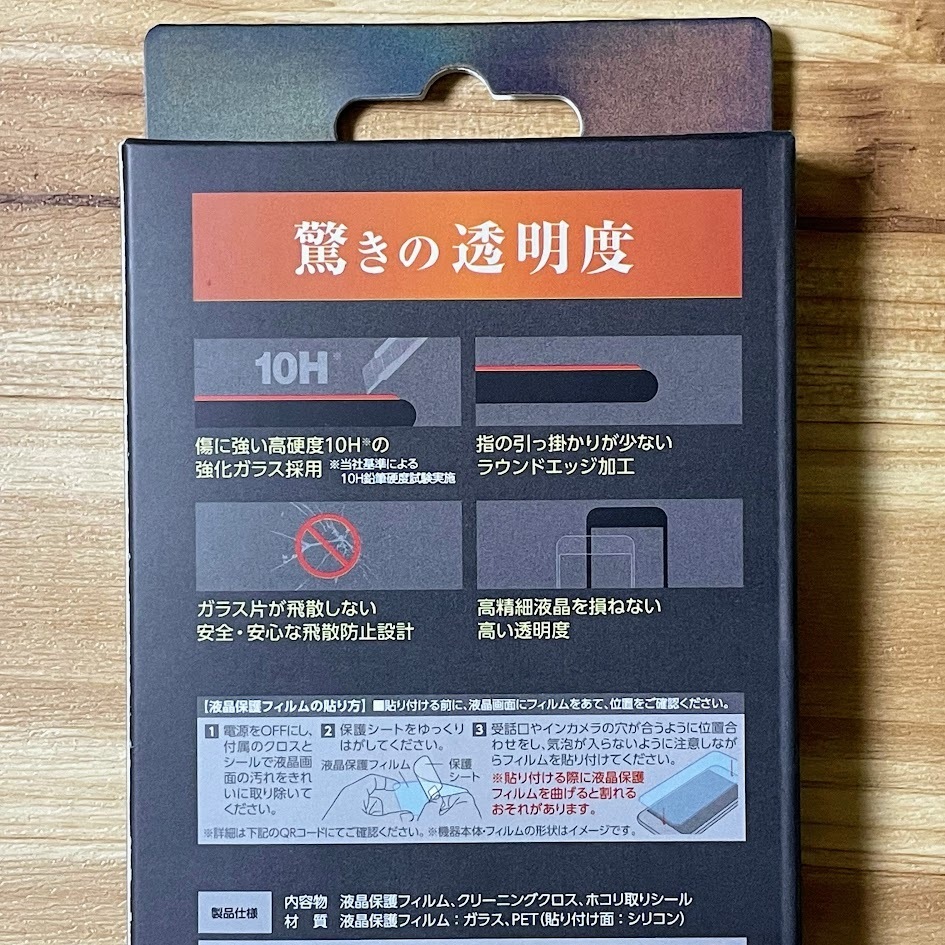 驚きの透明度
10H※
傷に強い高硬度10H※の
強化ガラス採用 ※当社基準による
10H鉛筆硬度試験実施
指の引っ掛かりが少ない
ラウンドエッジ加工
ガラス片が飛散しない
安全・安心な飛散防止設計
高精細液晶を損ねない
高い透明度
【液晶保護フィルムの貼り方】 ■貼り付ける前に、液晶画面にフィルムをあて、位置をご確認ください。
1 電源をOFFにし、
付属のクロスと
シールで液晶画
面の汚れをきれ
いに取り除いて
ください。
2 保護シートをゆっくり
はがしてください。
液晶保護フィルム
保護
シート
3 受話口やインカメラの穴が合うように位置合
わせをし、気泡が入らないように注意しなが
らフィルムを貼り付けてください。
※貼り付ける際に液晶保護
フィルムを曲げると割れる
おそれがあります。
※詳細は下記のQRコードにてご確認ください。※機器本体・フィルムの形状はイメージです。
製品仕様
内容物 液晶保護フィルム、クリーニングクロス、ホコリ取りシール
材 質 液晶保護フィルム：ガラス、PET（貼り付け面：シリコン）